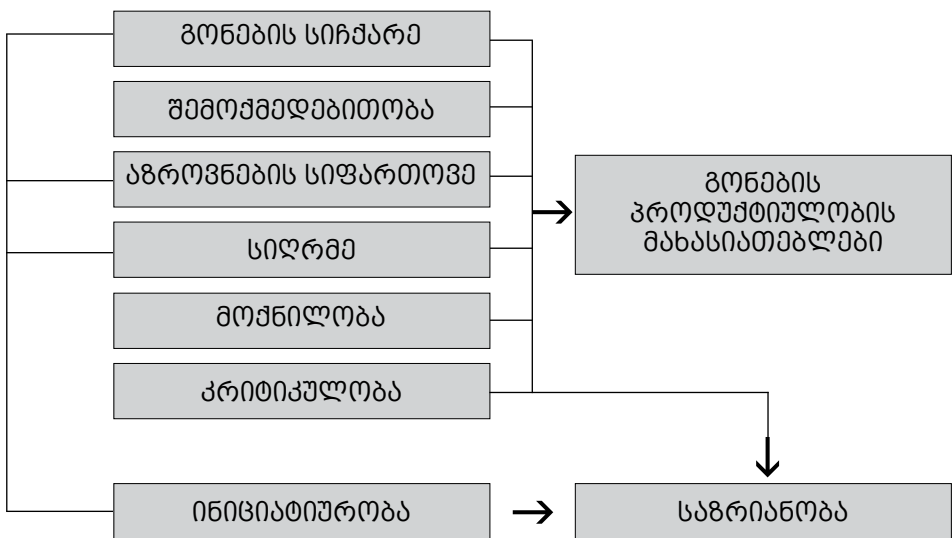 გონების სიჩქარე
შემოქმედებითობა
აზროვნების სიფართოვე
სიღრმე
მოქნილობა
კრიტიკულობა
ინიციატიურობა
გონების
პროდუქტიულობის
მახასიათებლები
საზრიანობა